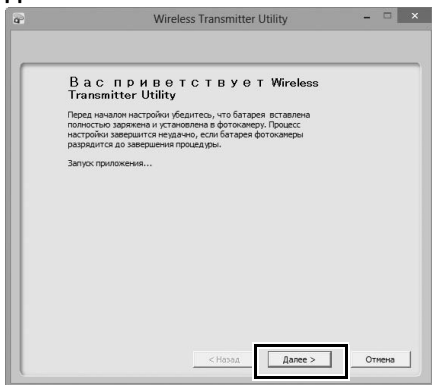 Wireless Transmitter Utility
Вас приветствует Wireless
Transmitter Utility
Перед началом настройки убедитесь, что батарея вставлена
полностью заряжена и установлена в фотокамеру. Процесс
настройки завершится неудачно, если батарея фотокамеры
разрядится до завершения процедуры.
Запуск приложения...
< Назад
Далее >
Отмена